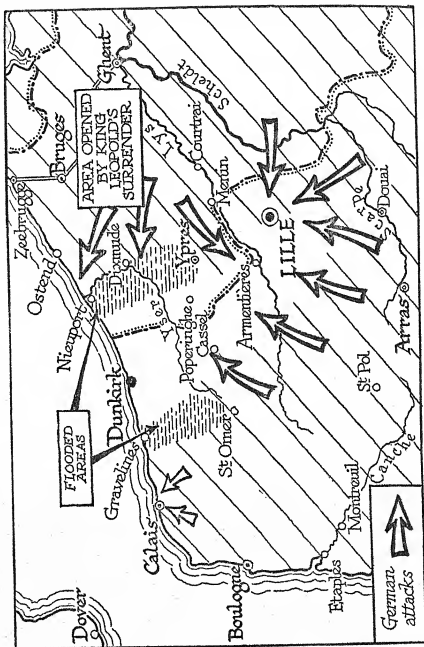 Dover
Zeebrugge
Ostend
Bruges
Nieuport
AREA OPENED
BY KING
LEOPOLD'S
SURRENDER
Ghent
FLOODED
AREAS
Dunkirk
Gravelines
Calais
Dixmude
Yser
Ypres
Poperinghe
Cassel
Lys
Courtrai
Scheldt
Menin
Armentieres
St Omer
Boulogne
LILLE
Etaples
Montreuil
Canche
St Pol
Scarpe
Douai
Arras
German
attacks